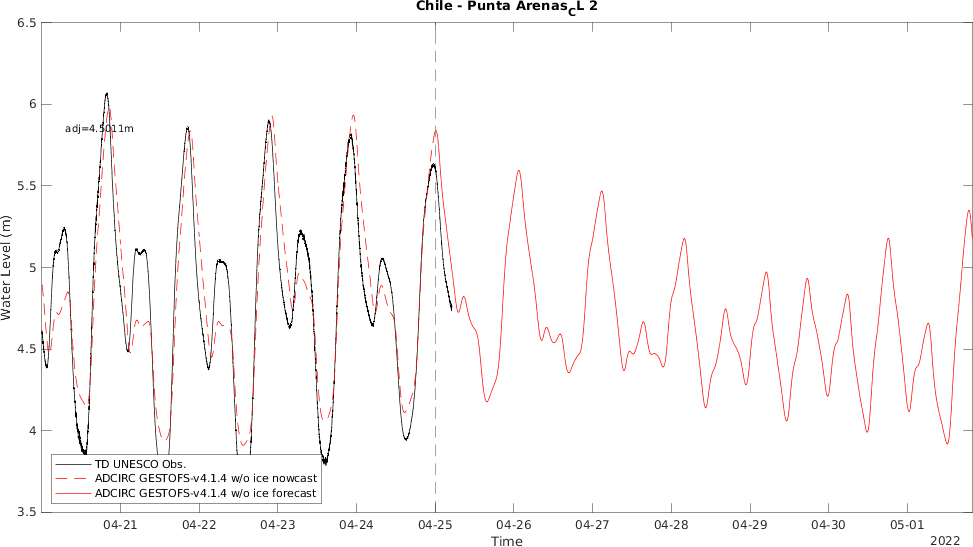 Chile - Punta Arenas_CL 2
6.5
6
5.5
5
4.5
4
3.5
Water Level (m)
adj=4.5011m
TD UNESCO Obs.
ADCIRC GESTOFS-v4.1.4 w/o ice nowcast
ADCIRC GESTOFS-v4.1.4 w/o ice forecast
04-21 04-22 04-23 04-24 04-25 04-26 04-27 04-28 04-29 04-30 05-01
Time
2022